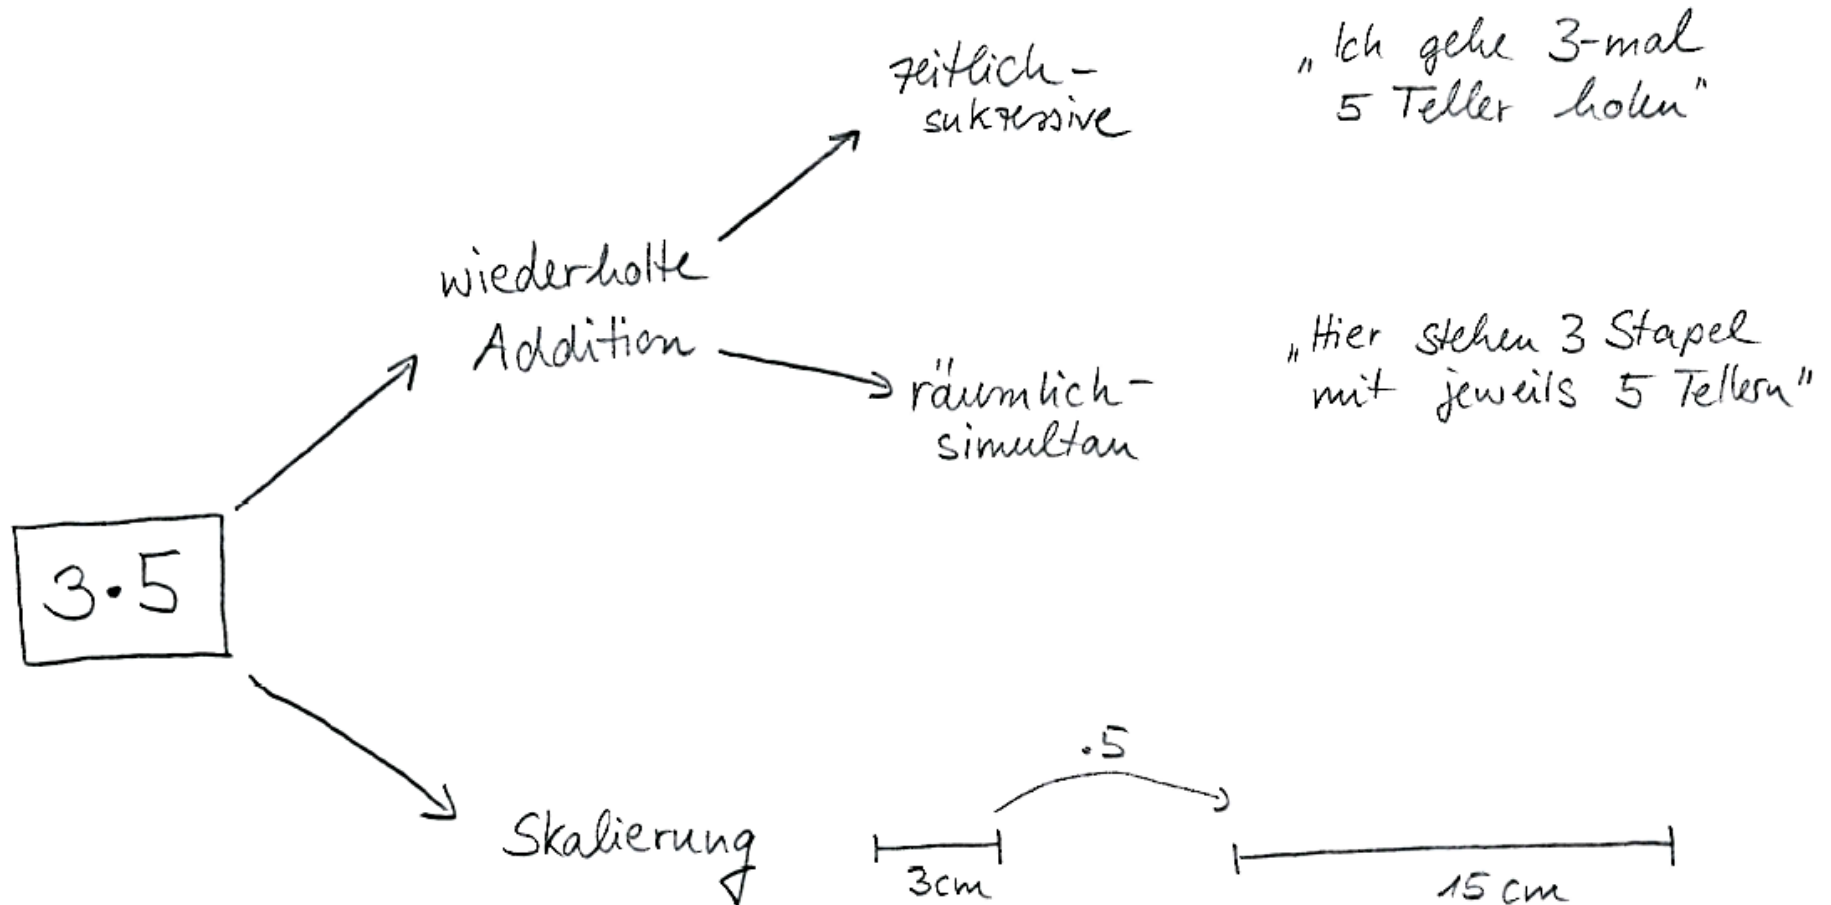 zeitlich-
sukzessive
„Ich gehe 3-mal
5 Teller holen"
wiederholte
Addition
räumlich-
simultan
„Hier stehen 3 Stapel
mit jeweils 5 Tellern"
3·5
Skalierung
·5
3cm
15 cm